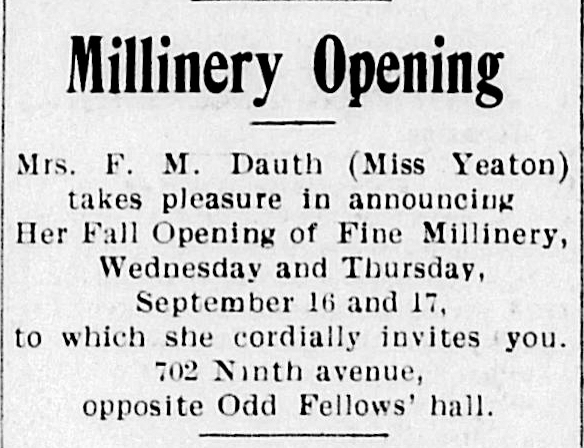 Millinery Opening
Mrs. F. M. Dauth (Miss Yeaton)
takes pleasure in announcing
Her Fall Opening of Fine Millinery,
Wednesday and Thursday,
September 16 and 17,
to which she cordially invites you.
702 Ninth avenue,
opposite Odd Fellows' hall.